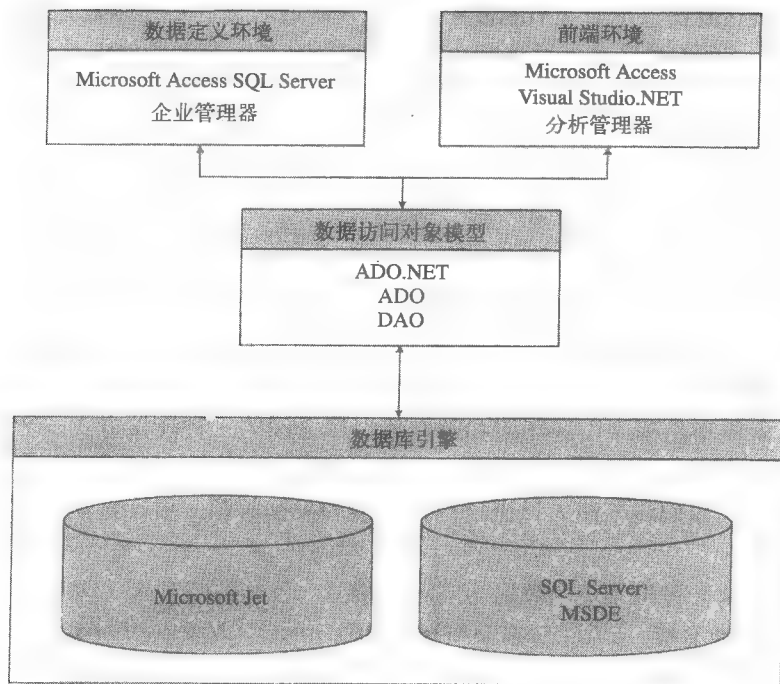 数据定义环境
Microsoft Access SQL Server
企业管理器
前端环境
Microsoft Access
Visual Studio.NET
分析管理器
数据访问对象模型
ADO.NET
ADO
DAO
数据库引擎
Microsoft Jet
SQL Server
MSDE